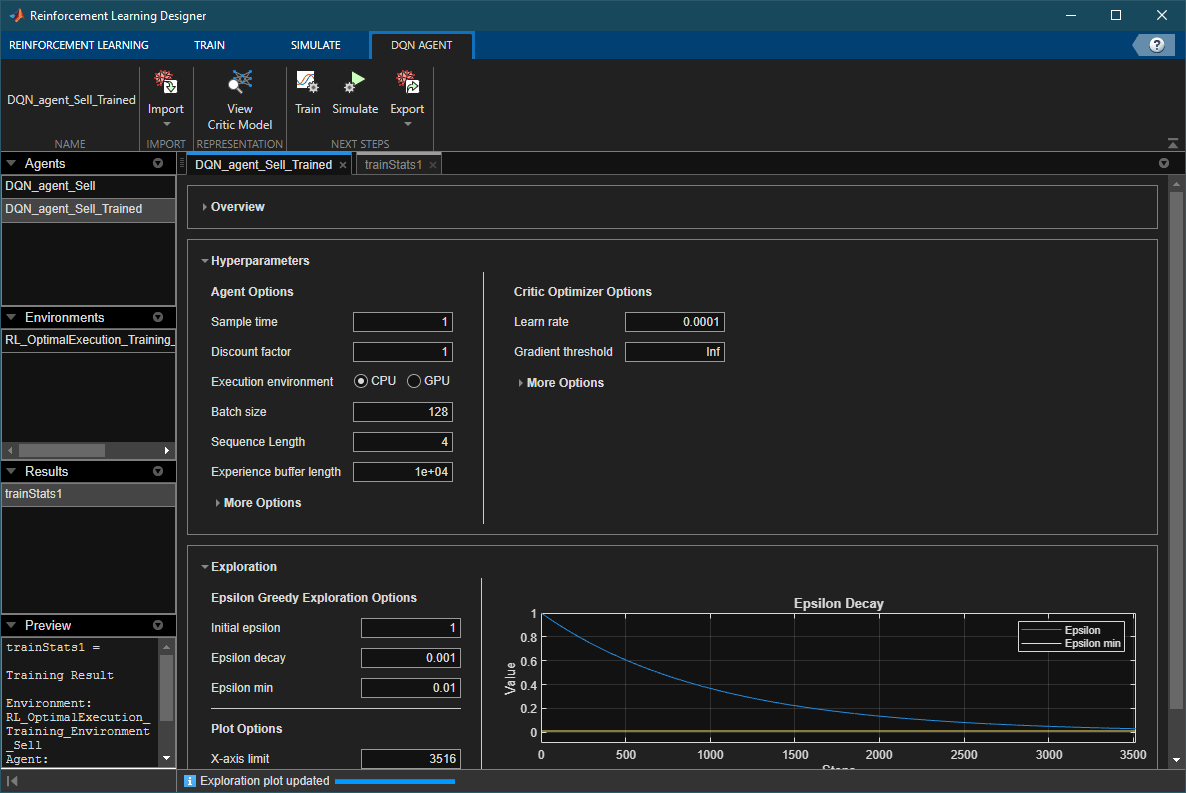 Reinforcement Learning Designer
REINFORCEMENT LEARNING TRAIN SIMULATE DQN AGENT ?
DQN_agent_Sell_Trained
Import
View
Critic Model
Train
Simulate
Export
NAME IMPORT REPRESENTATION NEXT STEPS
Agents
DQN_agent_Sell
DQN_agent_Sell_Trained
Environments
RL_OptimalExecution_Training_
Results
trainStats1
Preview
trainStats1 =
Training Result
Environment:
RL_OptimalExecution_
Training_Environment
_Sell
Agent:
DQN_agent_Sell_Trained × trainStats1 ×
Overview
Hyperparameters
Agent Options
Sample time 1
Discount factor 1
Execution environment CPU GPU
Batch size 128
Sequence Length 4
Experience buffer length 1e+04
More Options
Critic Optimizer Options
Learn rate 0.0001
Gradient threshold Inf
More Options
Exploration
Epsilon Greedy Exploration Options
Initial epsilon 1
Epsilon decay 0.001
Epsilon min 0.01
Plot Options
X-axis limit 3516
Epsilon Decay
Epsilon
Epsilon min
Value
1
0.8
0.6
0.4
0.2
0
0 500 1000 1500 2000 2500 3000 3500
Steps
Exploration plot updated